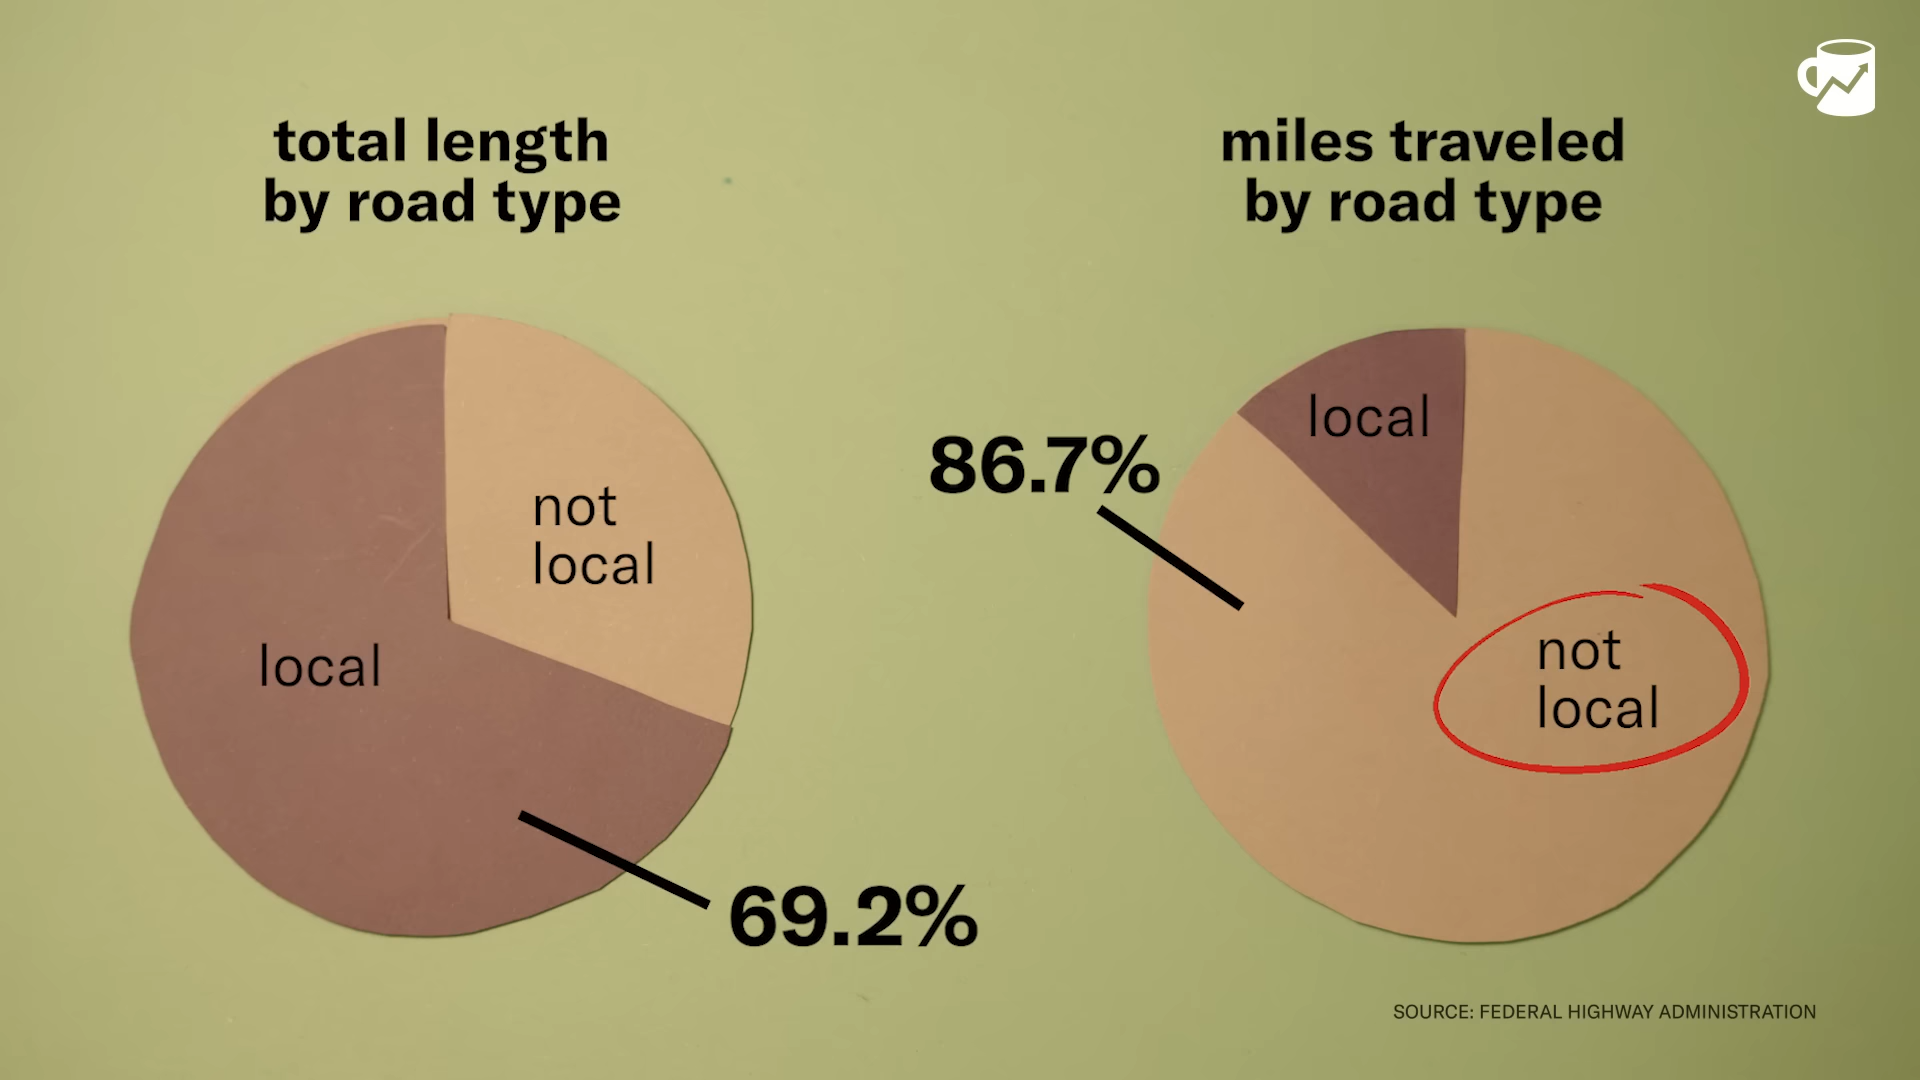 total length
by road type
not
local
local
69.2%
miles traveled
by road type
local
86.7%
not
local
SOURCE: FEDERAL HIGHWAY ADMINISTRATION